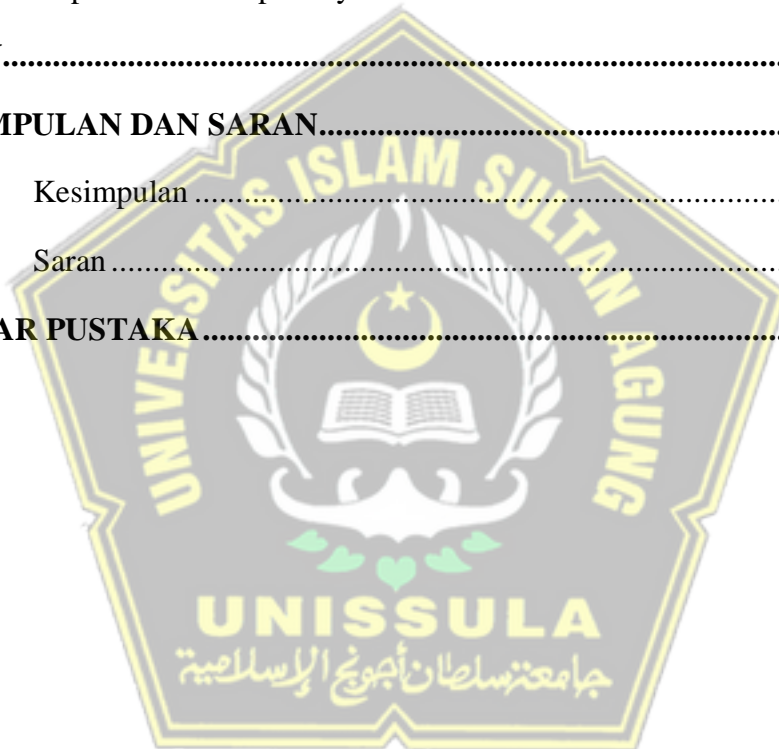 MPULAN DAN SARAN
Kesimpulan
Saran
AR PUSTAKA
UNIVERSITAS ISLAM SULTAN AGUNG
UNISSULA
جامعة سلطان أجونج الإسلامية